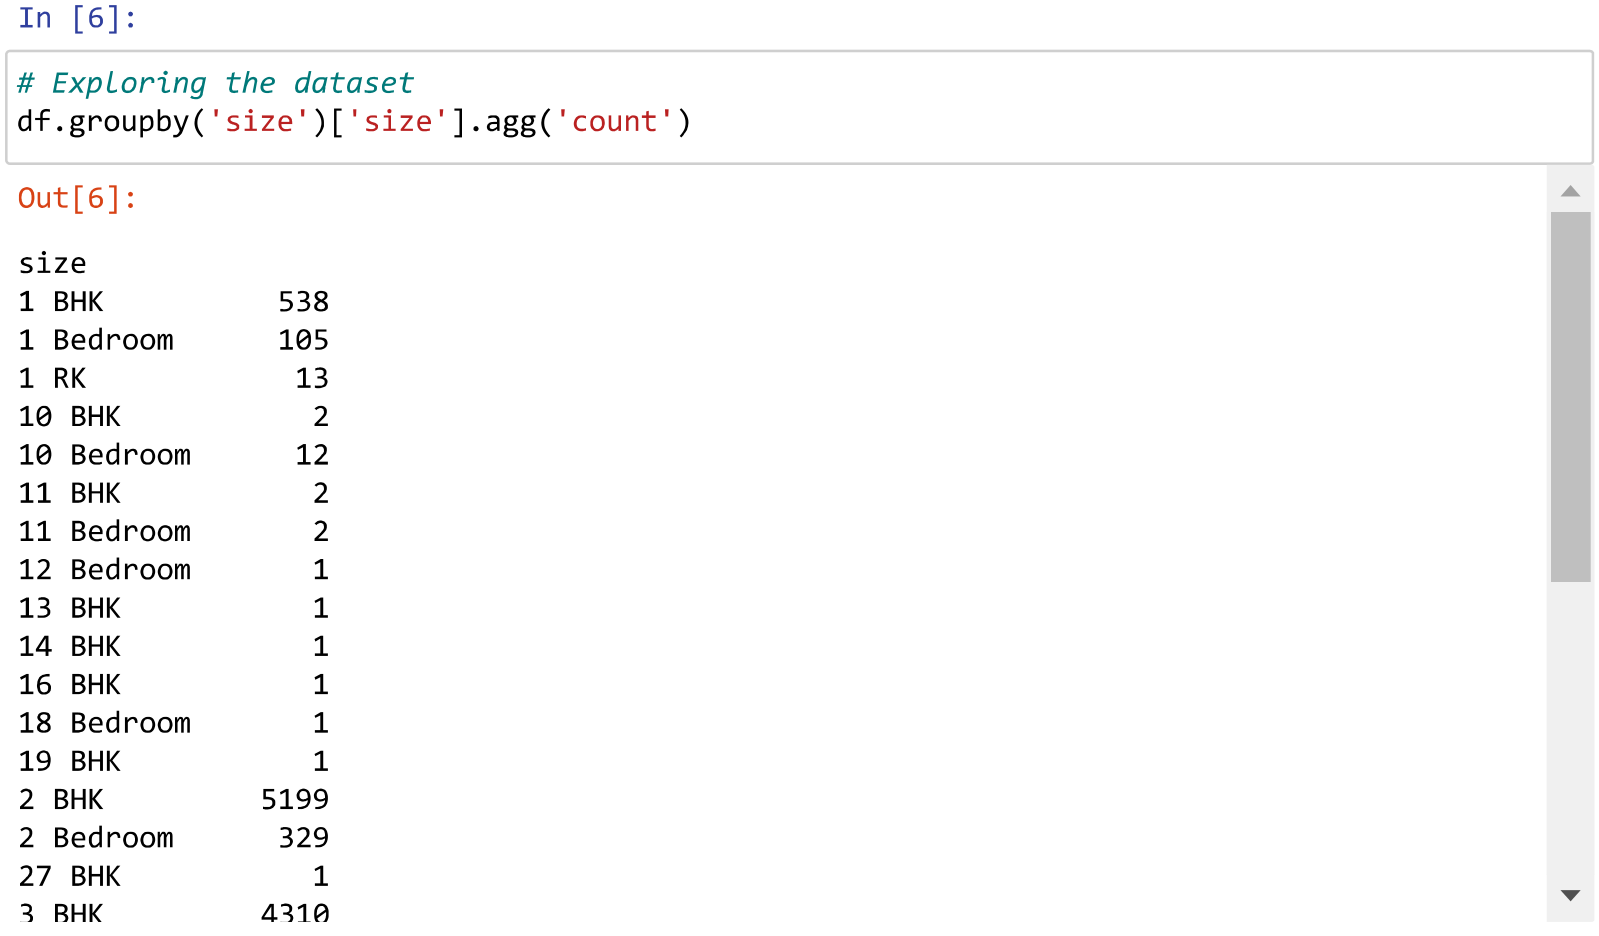 In [6]:
# Exploring the dataset
df.groupby('size')['size'].agg('count')
Out[6]:
size
1 BHK 538
1 Bedroom 105
1 RK 13
10 BHK 2
10 Bedroom 12
11 BHK 2
11 Bedroom 2
12 Bedroom 1
13 BHK 1
14 BHK 1
16 BHK 1
18 Bedroom 1
19 BHK 1
2 BHK 5199
2 Bedroom 329
27 BHK 1
3 BHK 4310